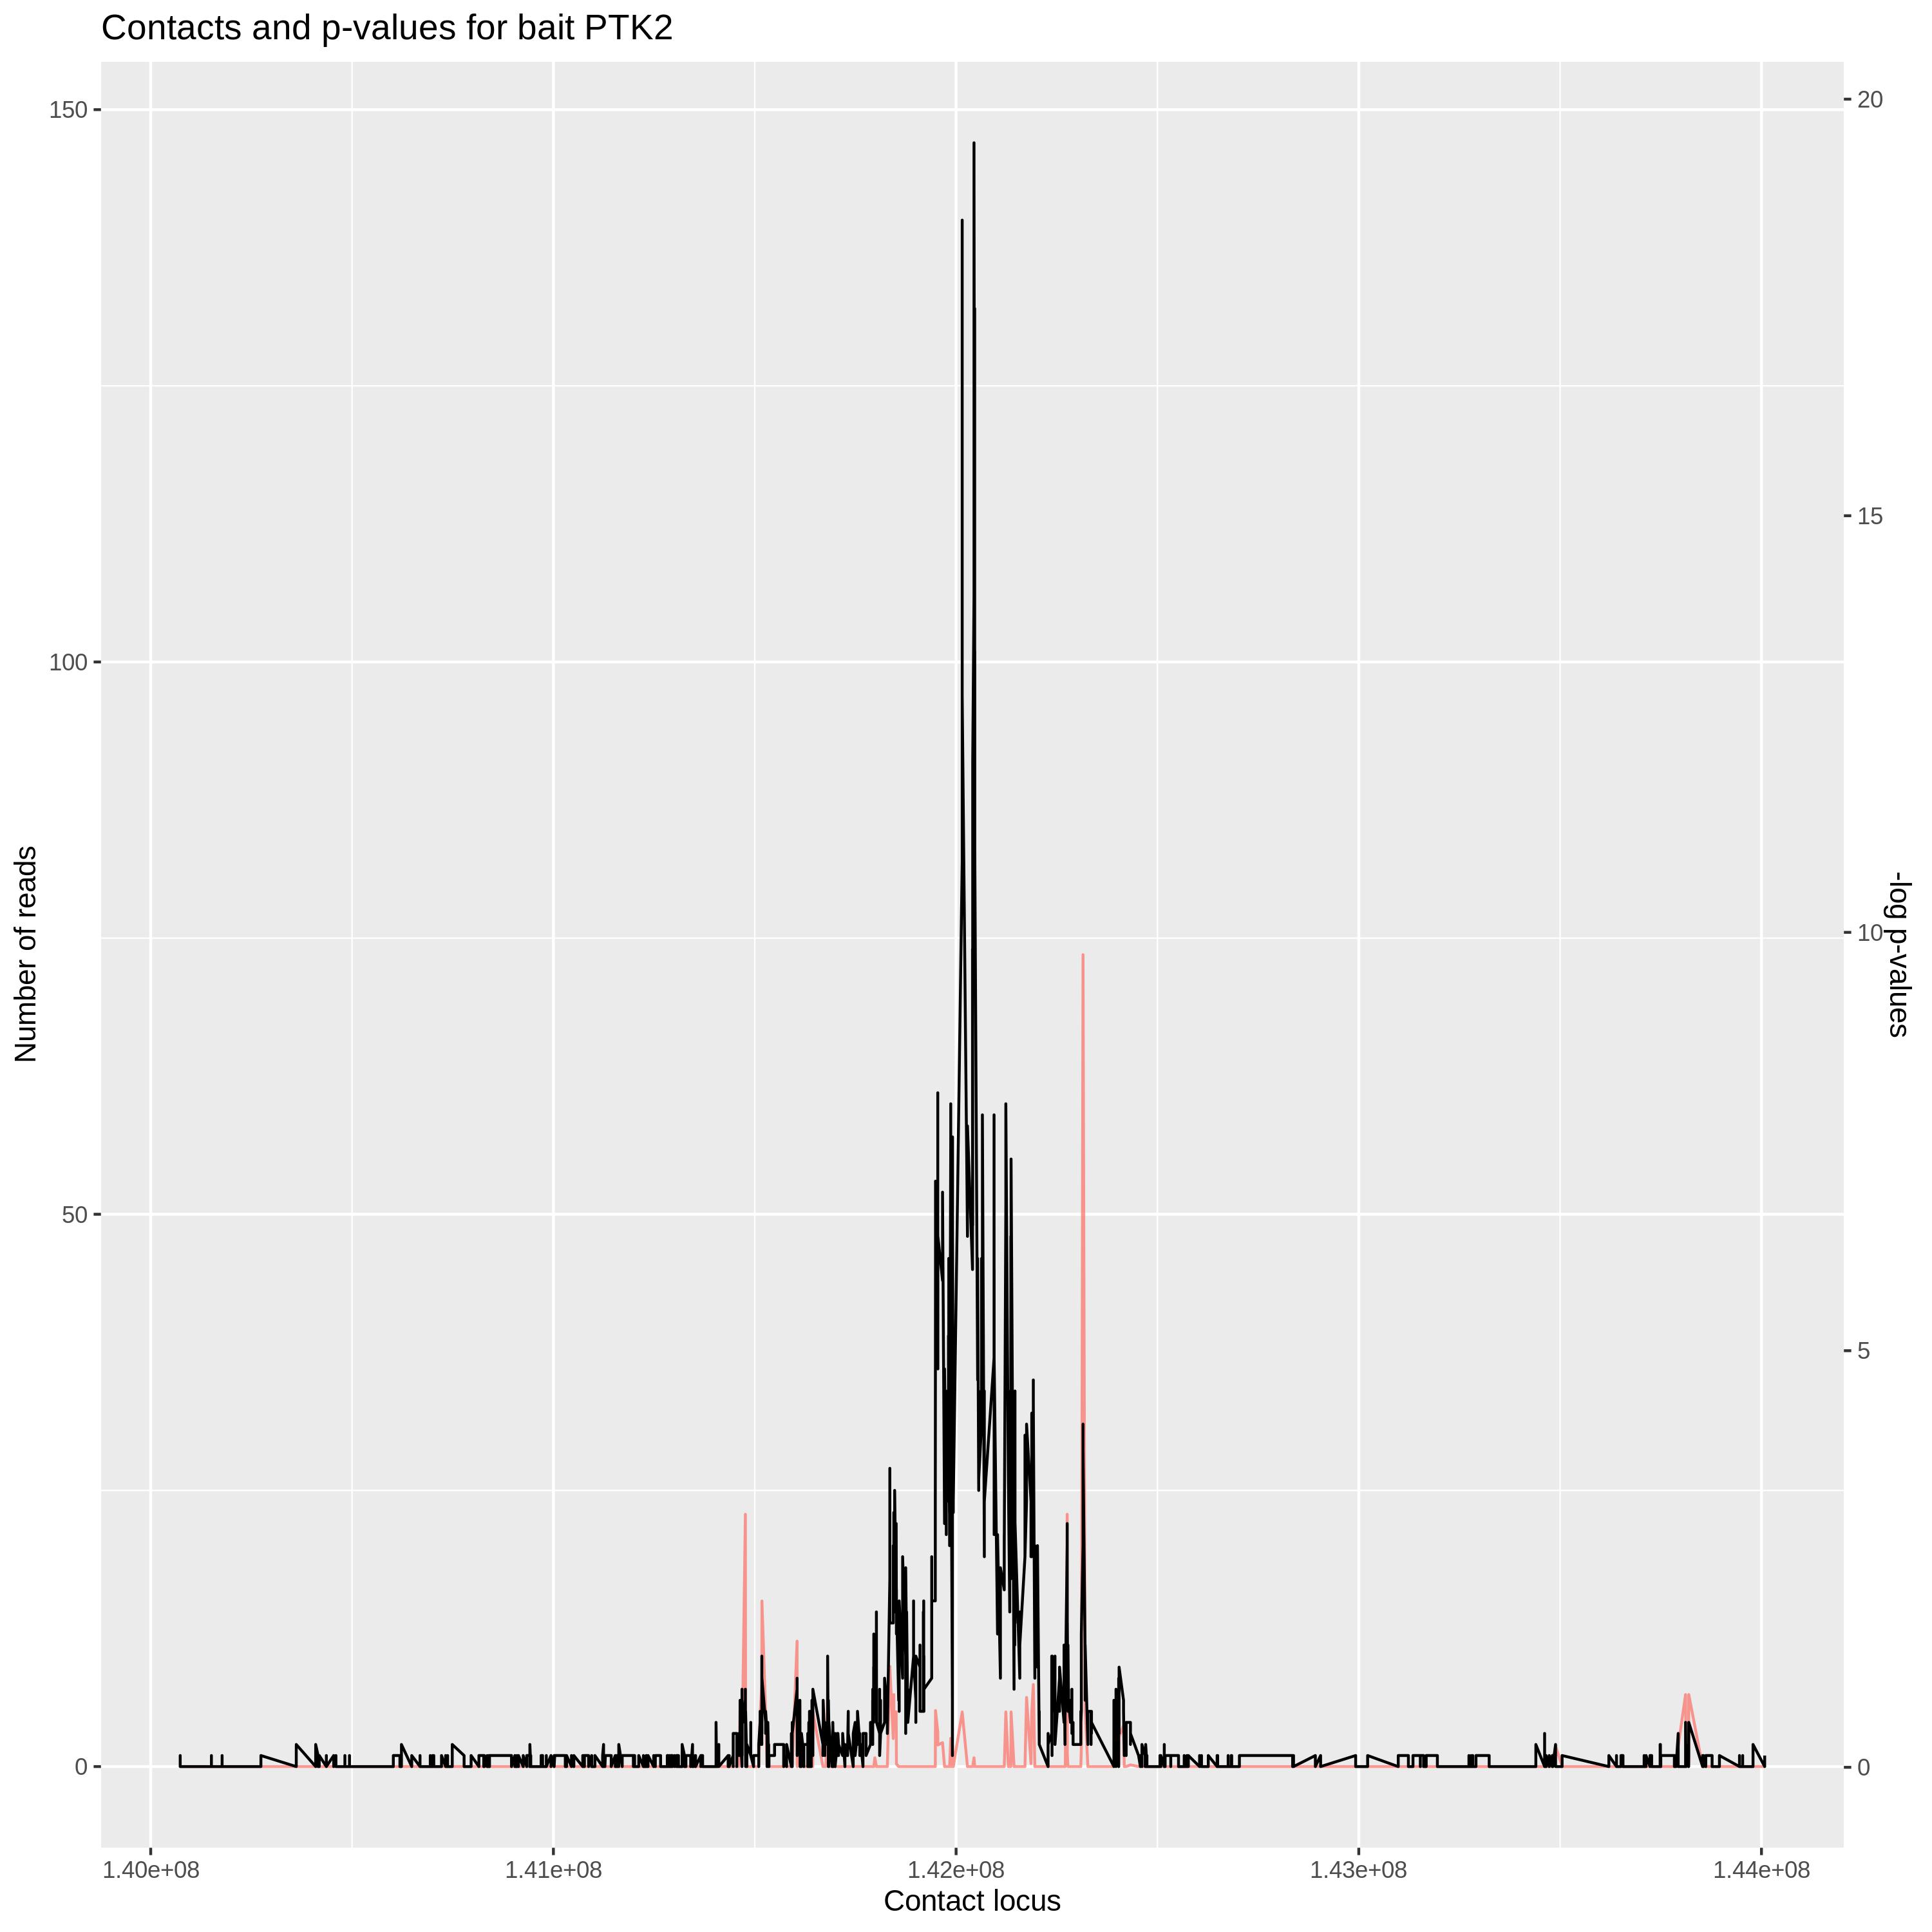 Contacts and p-values for bait PTK2
150
100
50
0
Number of reads
20
15
10
5
0
-log p-values
1.40e+08
1.41e+08
1.42e+08
1.43e+08
1.44e+08
Contact locus